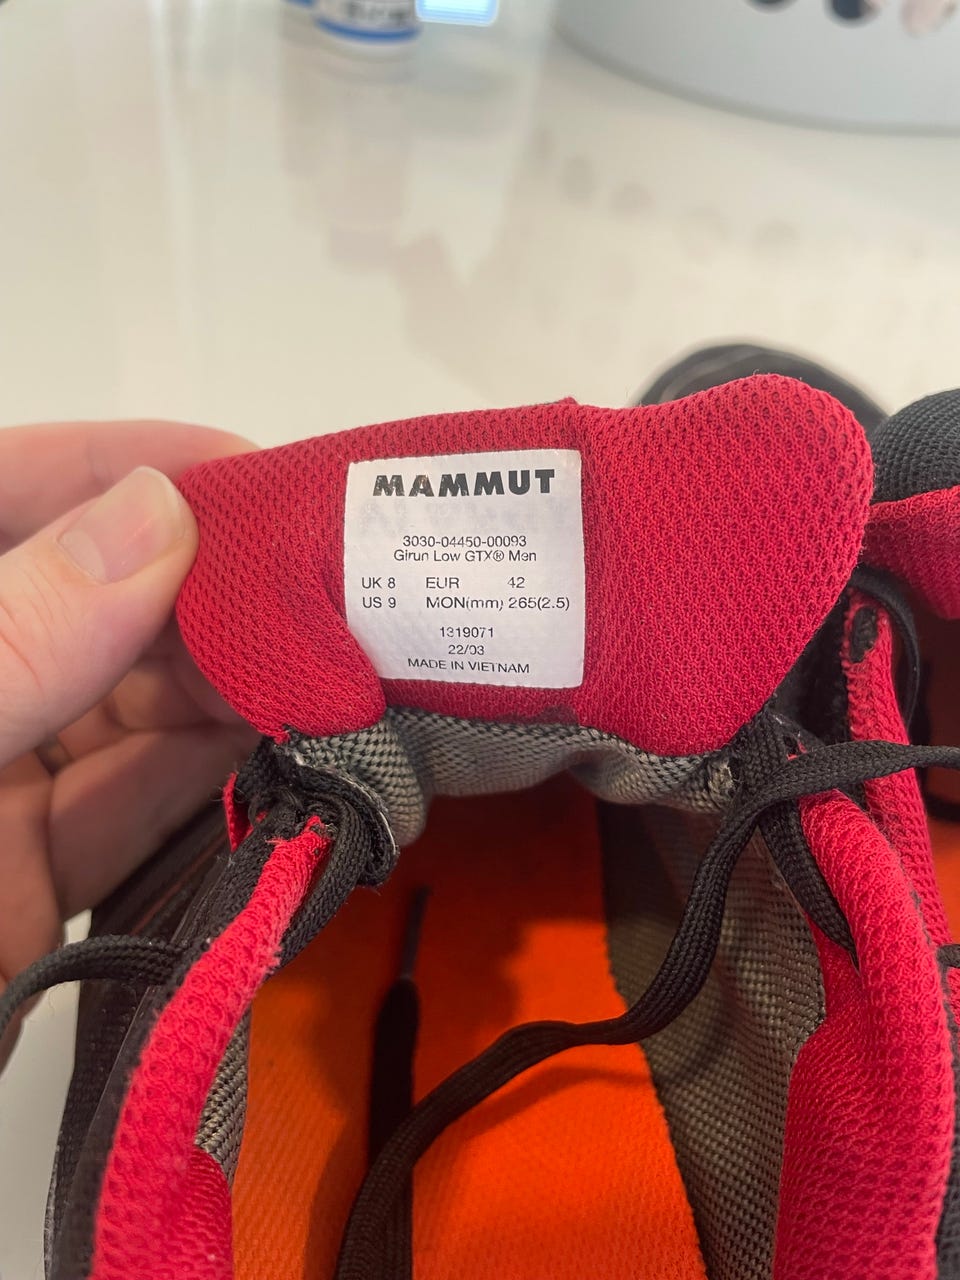 MAMMUT
3030-04450-00093
Girun Low GTX® Men
UK 8 EUR 42
US 9 MON(mm) 265(2.5)
1319071
22/03
MADE IN VIETNAM